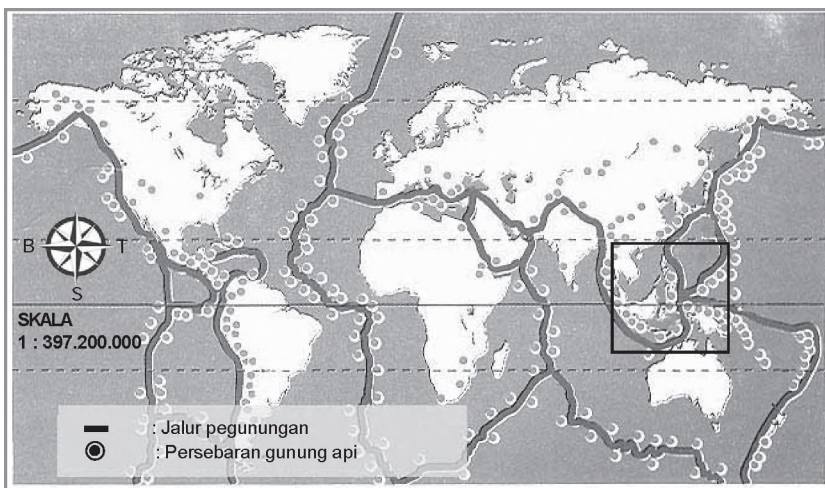 B T
S
SKALA
1 : 397.200.000
: Jalur pegunungan
: Persebaran gunung api